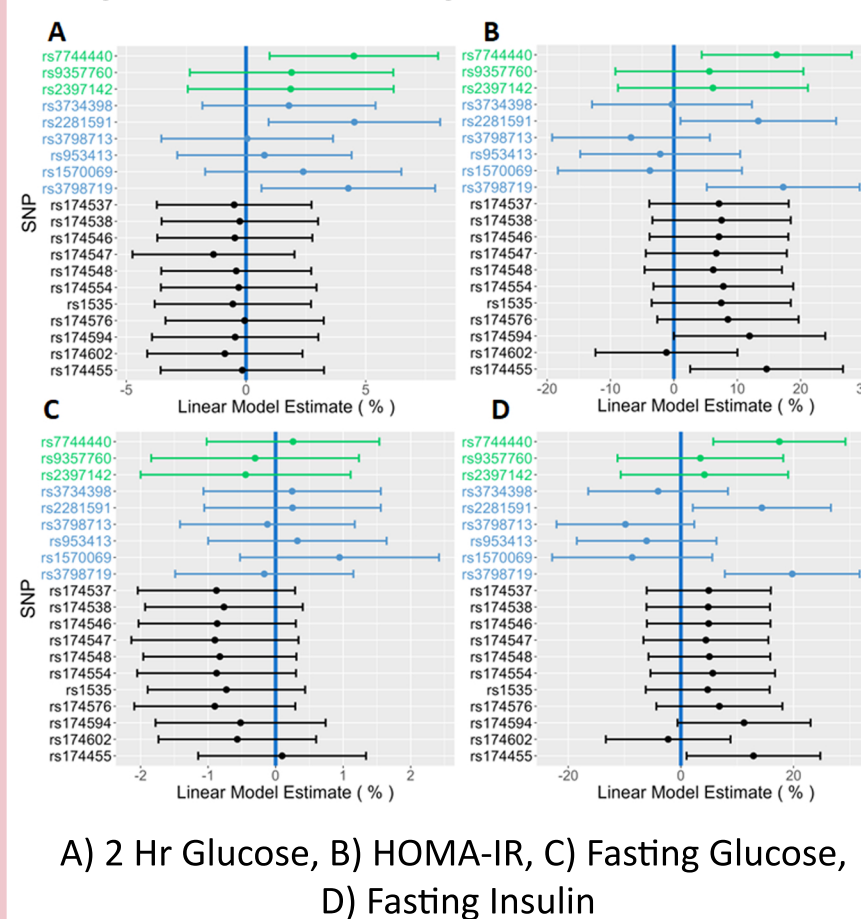 A
rs7744440
rs9357760
rs2397142
rs3734398
rs2281591
rs3798713
rs953413
rs1570069
rs3798719
rs174537
rs174538
rs174546
rs174547
rs174548
rs174554
rs1535
rs174576
rs174594
rs174602
rs174455
SNP
-5 0 5
Linear Model Estimate ( % )
B
rs7744440
rs9357760
rs2397142
rs3734398
rs2281591
rs3798713
rs953413
rs1570069
rs3798719
rs174537
rs174538
rs174546
rs174547
rs174548
rs174554
rs1535
rs174576
rs174594
rs174602
rs174455
-20 -10 0 10 20
Linear Model Estimate ( % )
C
rs7744440
rs9357760
rs2397142
rs3734398
rs2281591
rs3798713
rs953413
rs1570069
rs3798719
rs174537
rs174538
rs174546
rs174547
rs174548
rs174554
rs1535
rs174576
rs174594
rs174602
rs174455
SNP
-2 -1 0 1 2
Linear Model Estimate ( % )
D
rs7744440
rs9357760
rs2397142
rs3734398
rs2281591
rs3798713
rs953413
rs1570069
rs3798719
rs174537
rs174538
rs174546
rs174547
rs174548
rs174554
rs1535
rs174576
rs174594
rs174602
rs174455
-20 0 20
Linear Model Estimate ( % )
A) 2 Hr Glucose, B) HOMA-IR, C) Fasting Glucose,
D) Fasting Insulin